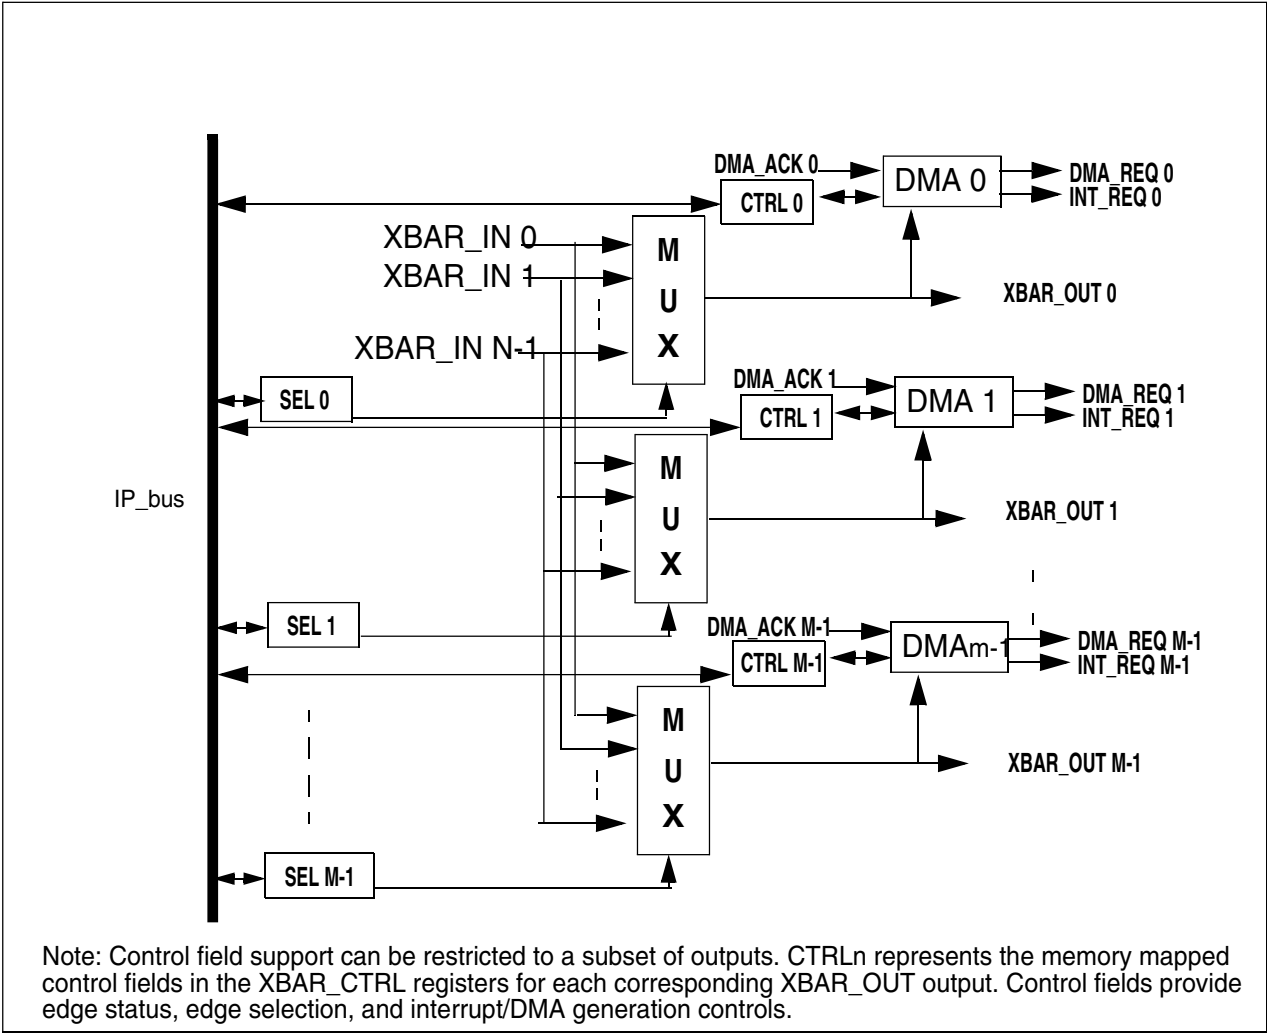 DMA_ACK 0
DMA 0
DMA_REQ 0
CTRL 0
INT_REQ 0
XBAR_IN 0
M
U
X
XBAR_IN 1
XBAR_OUT 0
XBAR_IN N-1
SEL 0
DMA_ACK 1
DMA 1
DMA_REQ 1
CTRL 1
INT_REQ 1
M
U
X
IP_bus
XBAR_OUT 1
SEL 1
DMA_ACK M-1
DMAm-1
DMA_REQ M-1
CTRL M-1
INT_REQ M-1
M
U
X
XBAR_OUT M-1
SEL M-1
Note: Control field support can be restricted to a subset of outputs. CTRLn represents the memory mapped
control fields in the XBAR_CTRL registers for each corresponding XBAR_OUT output. Control fields provide
edge status, edge selection, and interrupt/DMA generation controls.